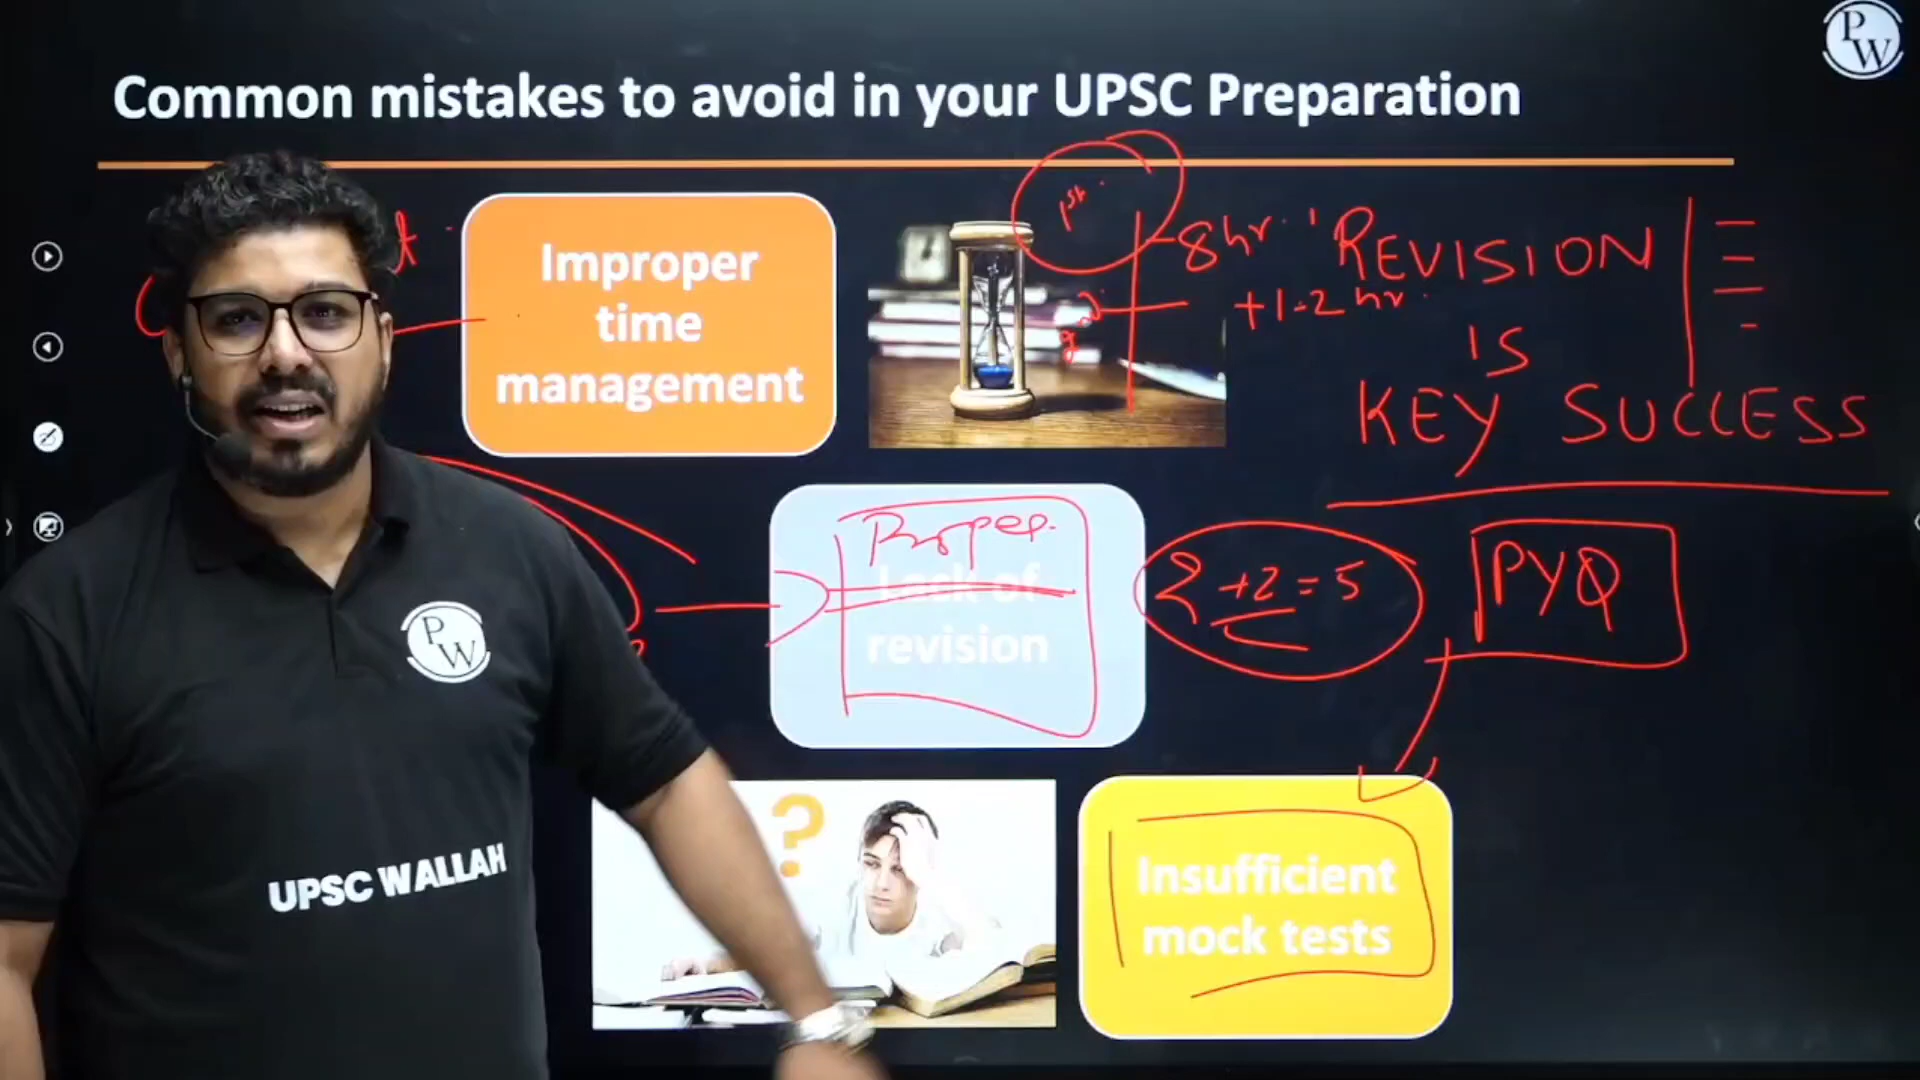 PW
Common mistakes to avoid in your UPSC Preparation
1st
8hr
REVISION
Improper
time
management
+1-2 hr
is
KEY SUCCESS
Proper
Lack of
revision
2+2=5
PYQ
PW
UPSC WALLAH
?
Insufficient
mock tests